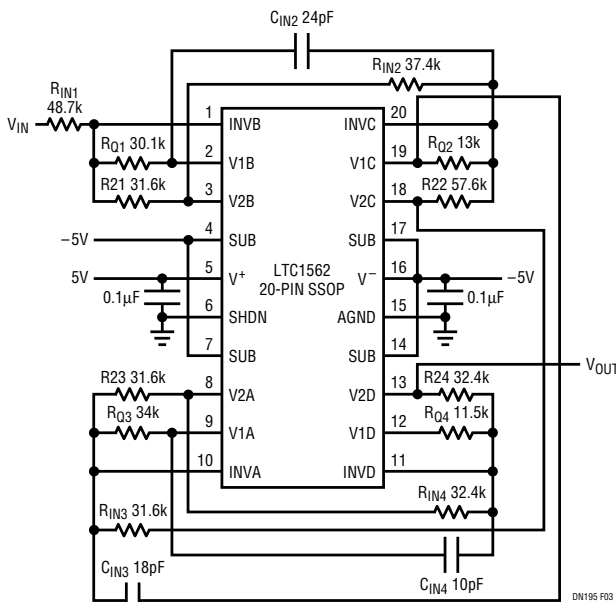 CIN2 24pF
RIN2 37.4k
RIN1
48.7k
VIN
1 INVB INVC 20
RQ1 30.1k 2 V1B V1C 19 RQ2 13k
R21 31.6k 3 V2B V2C 18 R22 57.6k
–5V 4 SUB SUB 17
5V 5 V+ LTC1562 V– 16 –5V
20-PIN SSOP
0.1µF 6 SHDN AGND 15 0.1µF
7 SUB SUB 14
R23 31.6k 8 V2A V2D 13 R24 32.4k VOUT
RQ3 34k 9 V1A V1D 12 RQ4 11.5k
10 INVA INVD 11
RIN3 31.6k RIN4 32.4k
CIN3 18pF CIN4 10pF
DN195 F03